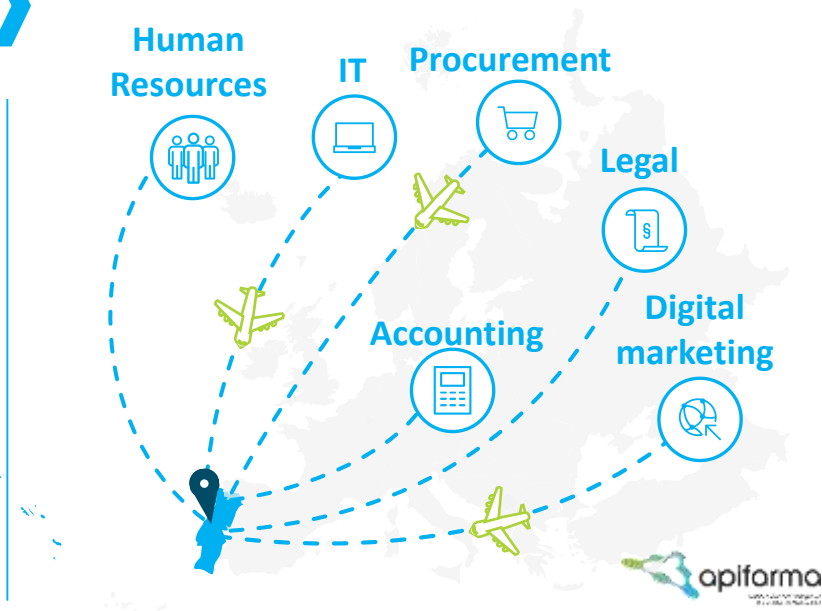 Human
Resources
IT
Procurement
Legal
§
Digital
marketing
Accounting
apifarma